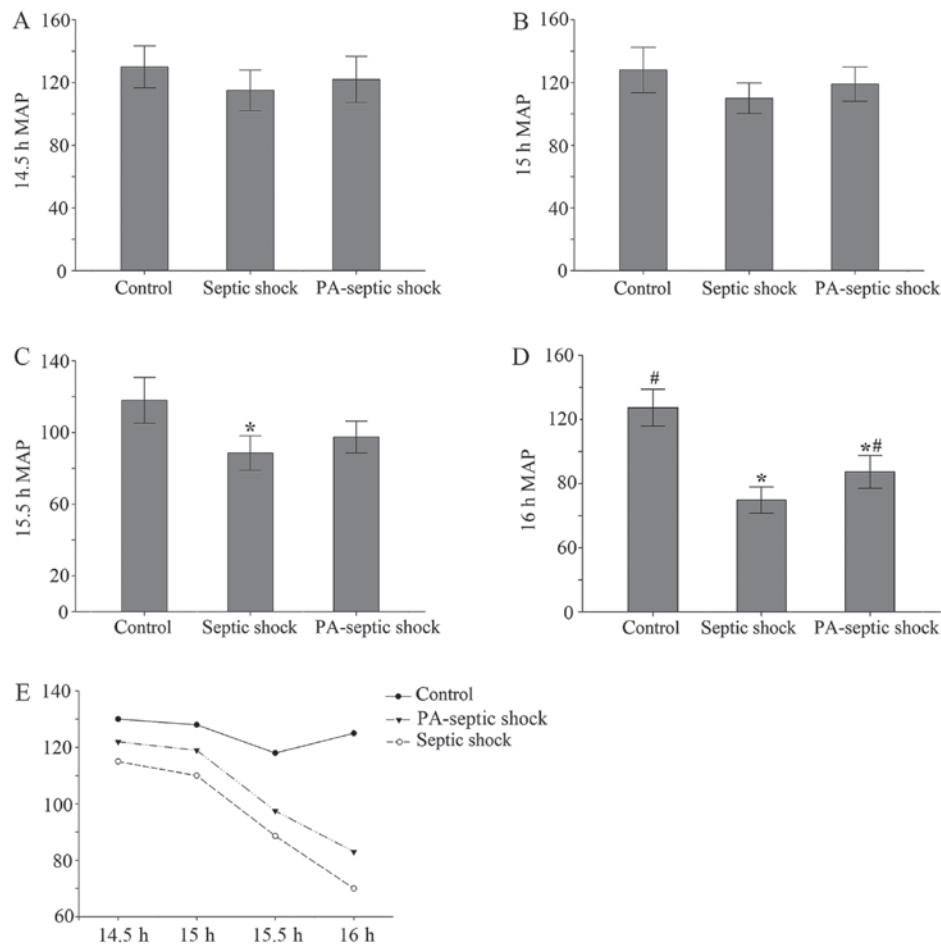 A
160
120
80
40
0
14.5 h MAP
Control Septic shock PA-septic shock
B
160
120
80
40
0
15 h MAP
Control Septic shock PA-septic shock
C
140
100
60
20
0
15.5 h MAP
*
Control Septic shock PA-septic shock
D
160
120
80
60
0
16 h MAP
#
*
*#
Control Septic shock PA-septic shock
E
140
120
100
80
60
14.5 h 15 h 15.5 h 16 h
Control
PA-septic shock
Septic shock